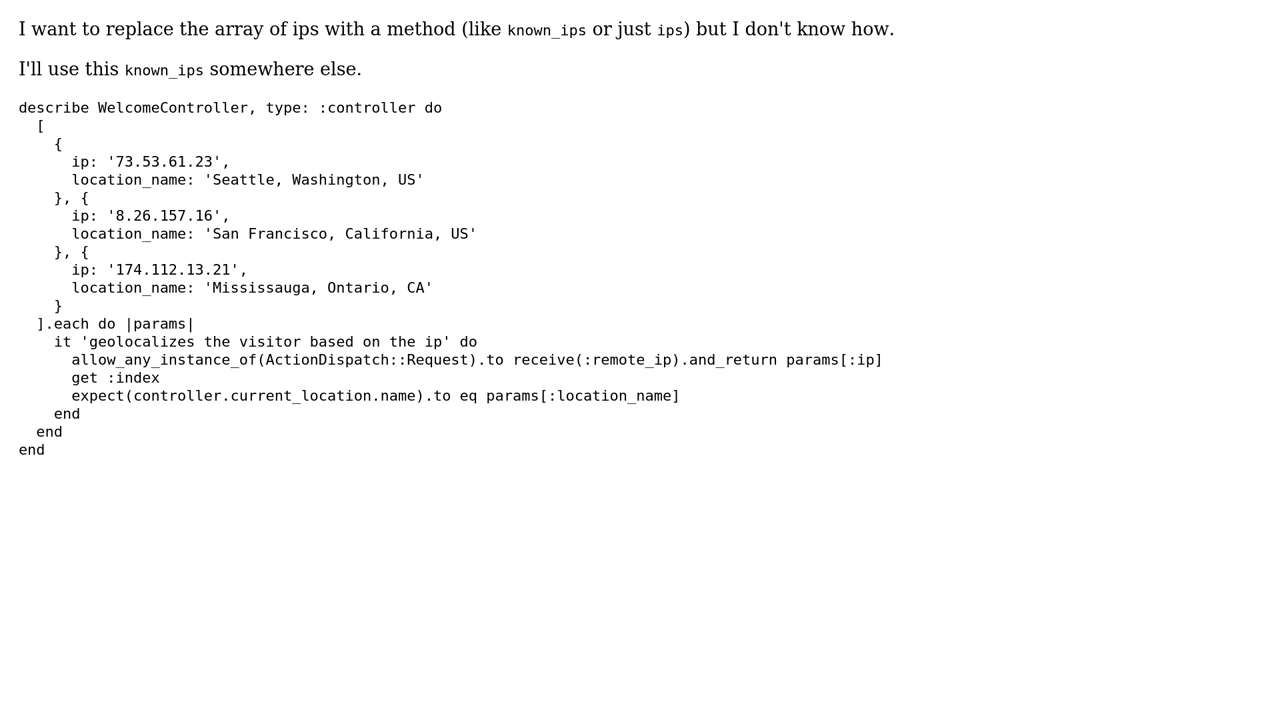 I want to replace the array of ips with a method (like known_ips or just ips) but I don't know how.
I'll use this known_ips somewhere else.
describe WelcomeController, type: :controller do
  [
    {
      ip: '73.53.61.23',
      location_name: 'Seattle, Washington, US'
    }, {
      ip: '8.26.157.16',
      location_name: 'San Francisco, California, US'
    }, {
      ip: '174.112.13.21',
      location_name: 'Mississauga, Ontario, CA'
    }
  ].each do |params|
    it 'geolocalizes the visitor based on the ip' do
      allow_any_instance_of(ActionDispatch::Request).to receive(:remote_ip).and_return params[:ip]
      get :index
      expect(controller.current_location.name).to eq params[:location_name]
    end
  end
end